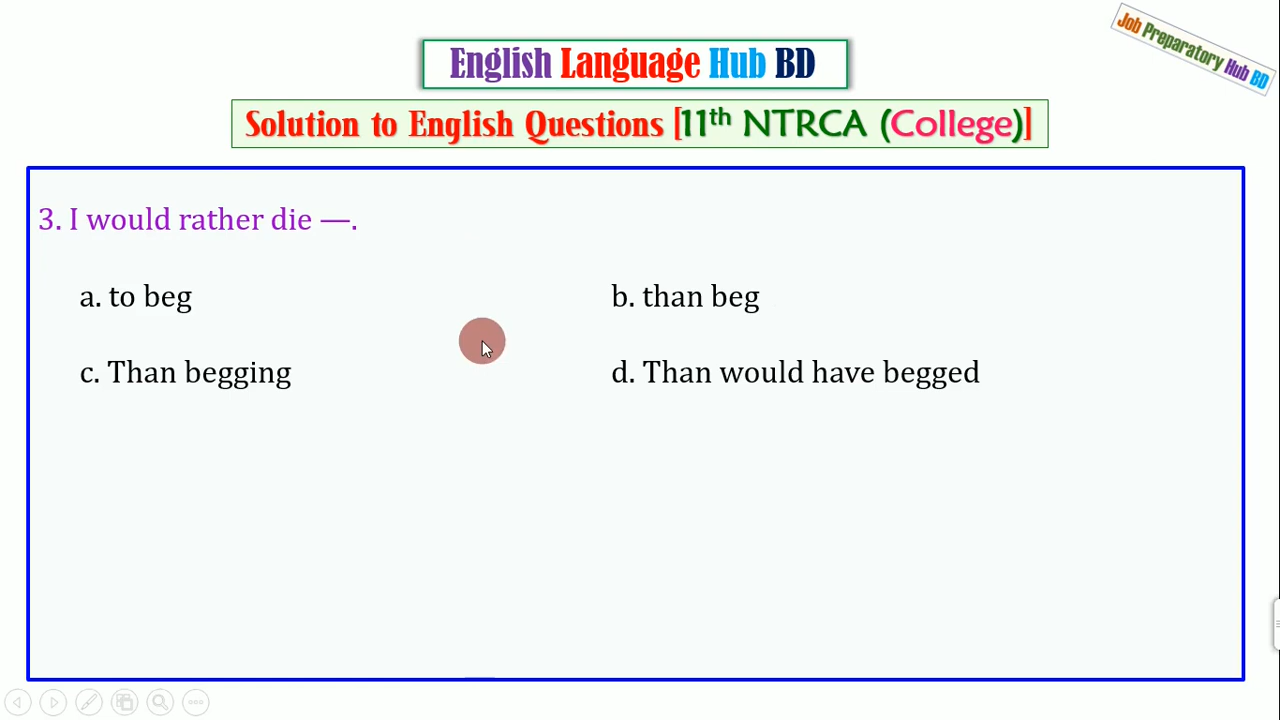 Job Preparatory Hub BD
English Language Hub BD
Solution to English Questions [11th NTRCA (College)]
3. I would rather die —.
a. to beg
b. than beg
c. Than begging
d. Than would have begged